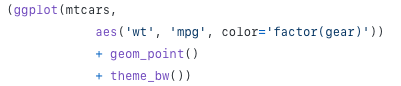 (ggplot(mtcars,
aes('wt', 'mpg', color='factor(gear)'))
+ geom_point()
+ theme_bw())